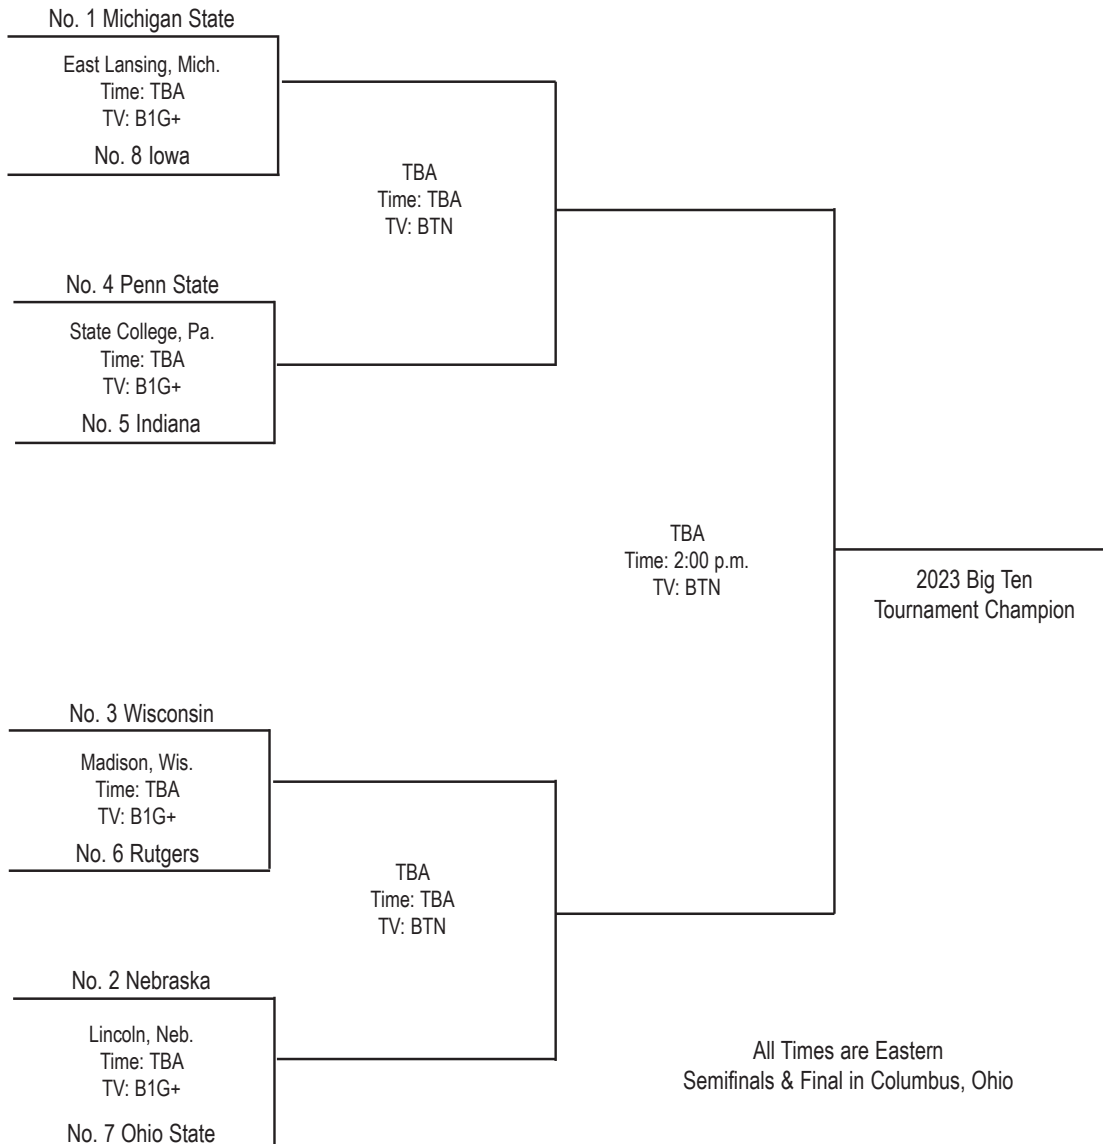 No. 1 Michigan State
East Lansing, Mich.
Time: TBA
TV: B1G+
No. 8 Iowa
TBA
Time: TBA
TV: BTN
No. 4 Penn State
State College, Pa.
Time: TBA
TV: B1G+
No. 5 Indiana
TBA
Time: 2:00 p.m.
TV: BTN
2023 Big Ten
Tournament Champion
No. 3 Wisconsin
Madison, Wis.
Time: TBA
TV: B1G+
No. 6 Rutgers
TBA
Time: TBA
TV: BTN
No. 2 Nebraska
Lincoln, Neb.
Time: TBA
TV: B1G+
No. 7 Ohio State
All Times are Eastern
Semifinals & Final in Columbus, Ohio